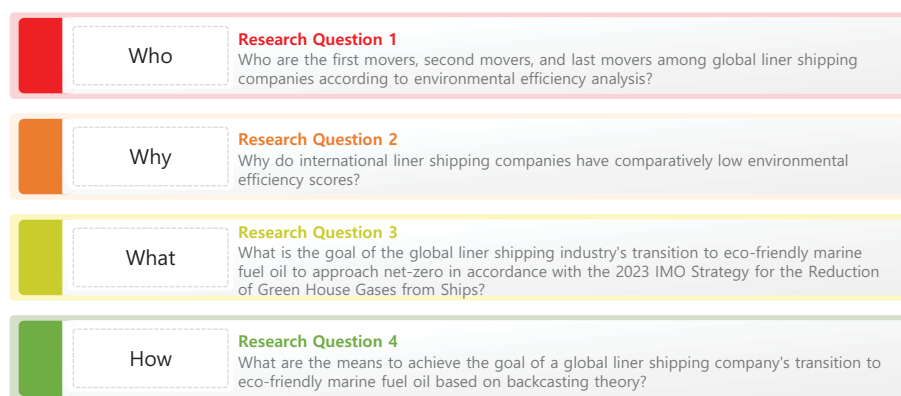 Who
Research Question 1
Who are the first movers, second movers, and last movers among global liner shipping
companies according to environmental efficiency analysis?
Why
Research Question 2
Why do international liner shipping companies have comparatively low environmental
efficiency scores?
What
Research Question 3
What is the goal of the global liner shipping industry's transition to eco-friendly marine
fuel oil to approach net-zero in accordance with the 2023 IMO Strategy for the Reduction
of Green House Gases from Ships?
How
Research Question 4
What are the means to achieve the goal of a global liner shipping company's transition to
eco-friendly marine fuel oil based on backcasting theory?